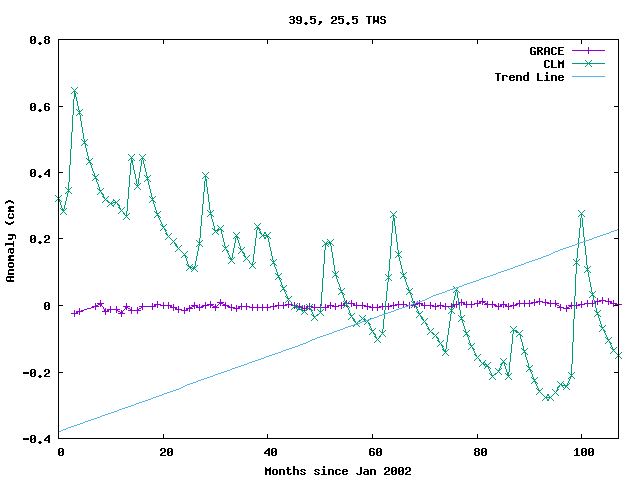 39.5, 25.5 TWS
GRACE
CLM
Trend Line
Anomaly (cm)
0.8
0.6
0.4
0.2
0
-0.2
-0.4
0 20 40 60 80 100
Months since Jan 2002